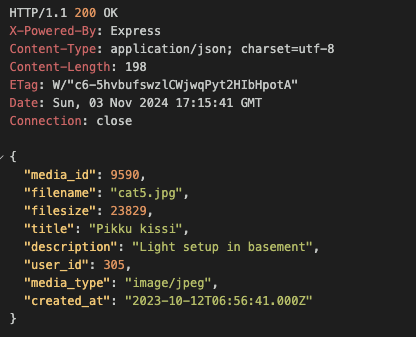 HTTP/1.1 200 OK
X-Powered-By: Express
Content-Type: application/json; charset=utf-8
Content-Length: 198
ETag: W/"c6-5hvbufswzlCWjwqPyt2HIbHpotA"
Date: Sun, 03 Nov 2024 17:15:41 GMT
Connection: close
{
"media_id": 9590,
"filename": "cat5.jpg",
"filesize": 23829,
"title": "Pikku kissi",
"description": "Light setup in basement",
"user_id": 305,
"media_type": "image/jpeg",
"created_at": "2023-10-12T06:56:41.000Z"
}